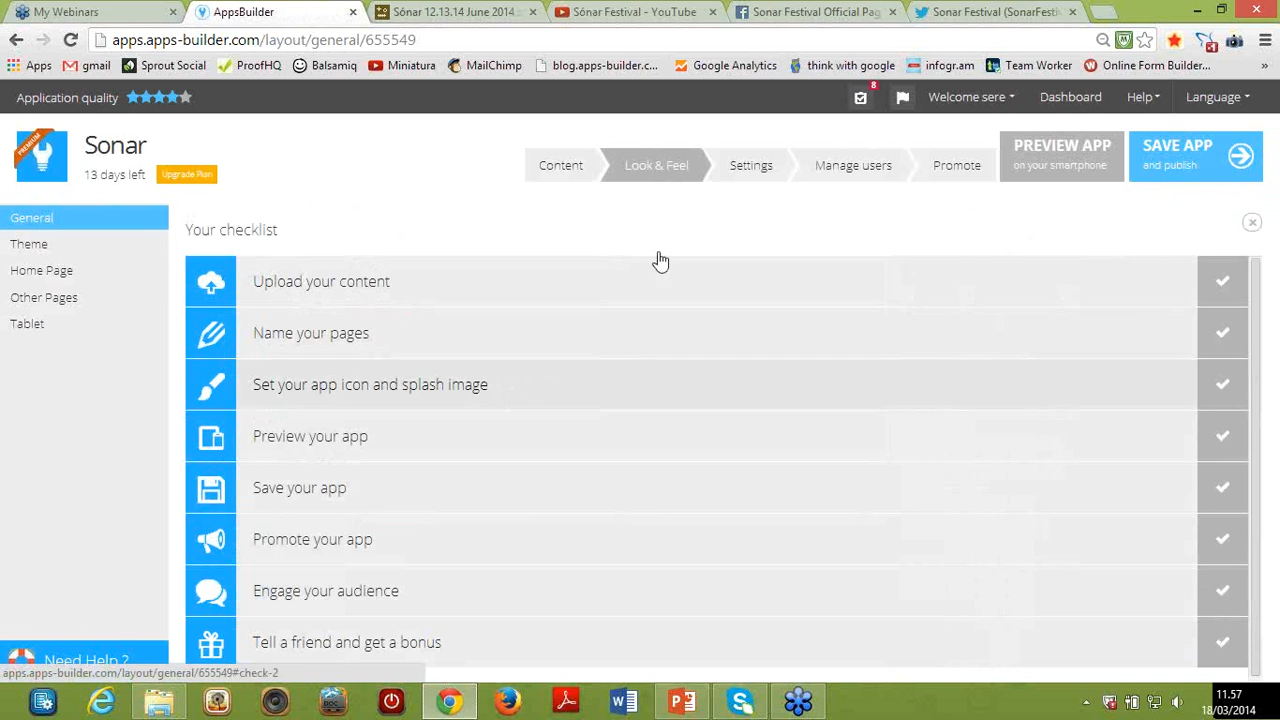 My Webinars
AppsBuilder
Sónar 12.13.14 June 2014
Sónar Festival - YouTube
Sonar Festival Official Pag
Sonar Festival (SonarFesti
apps.apps-builder.com/layout/general/655549
Apps
gmail
Sprout Social
ProofHQ
Balsamiq
Miniatura
MailChimp
blog.apps-builder.c...
Google Analytics
think with google
infogr.am
Team Worker
Online Form Builder...
»
Application quality
8
Welcome sere
Dashboard
Help
Language
PREMIUM
Sonar
13 days left
Upgrade Plan
Content
Look & Feel
Settings
Manage users
Promote
PREVIEW APP
on your smartphone
SAVE APP
and publish
General
Theme
Home Page
Other Pages
Tablet
Need Help ?
Your checklist
Upload your content
Name your pages
Set your app icon and splash image
Preview your app
Save your app
Promote your app
Engage your audience
Tell a friend and get a bonus
apps.apps-builder.com/layout/general/655549#check-2
11.57
18/03/2014